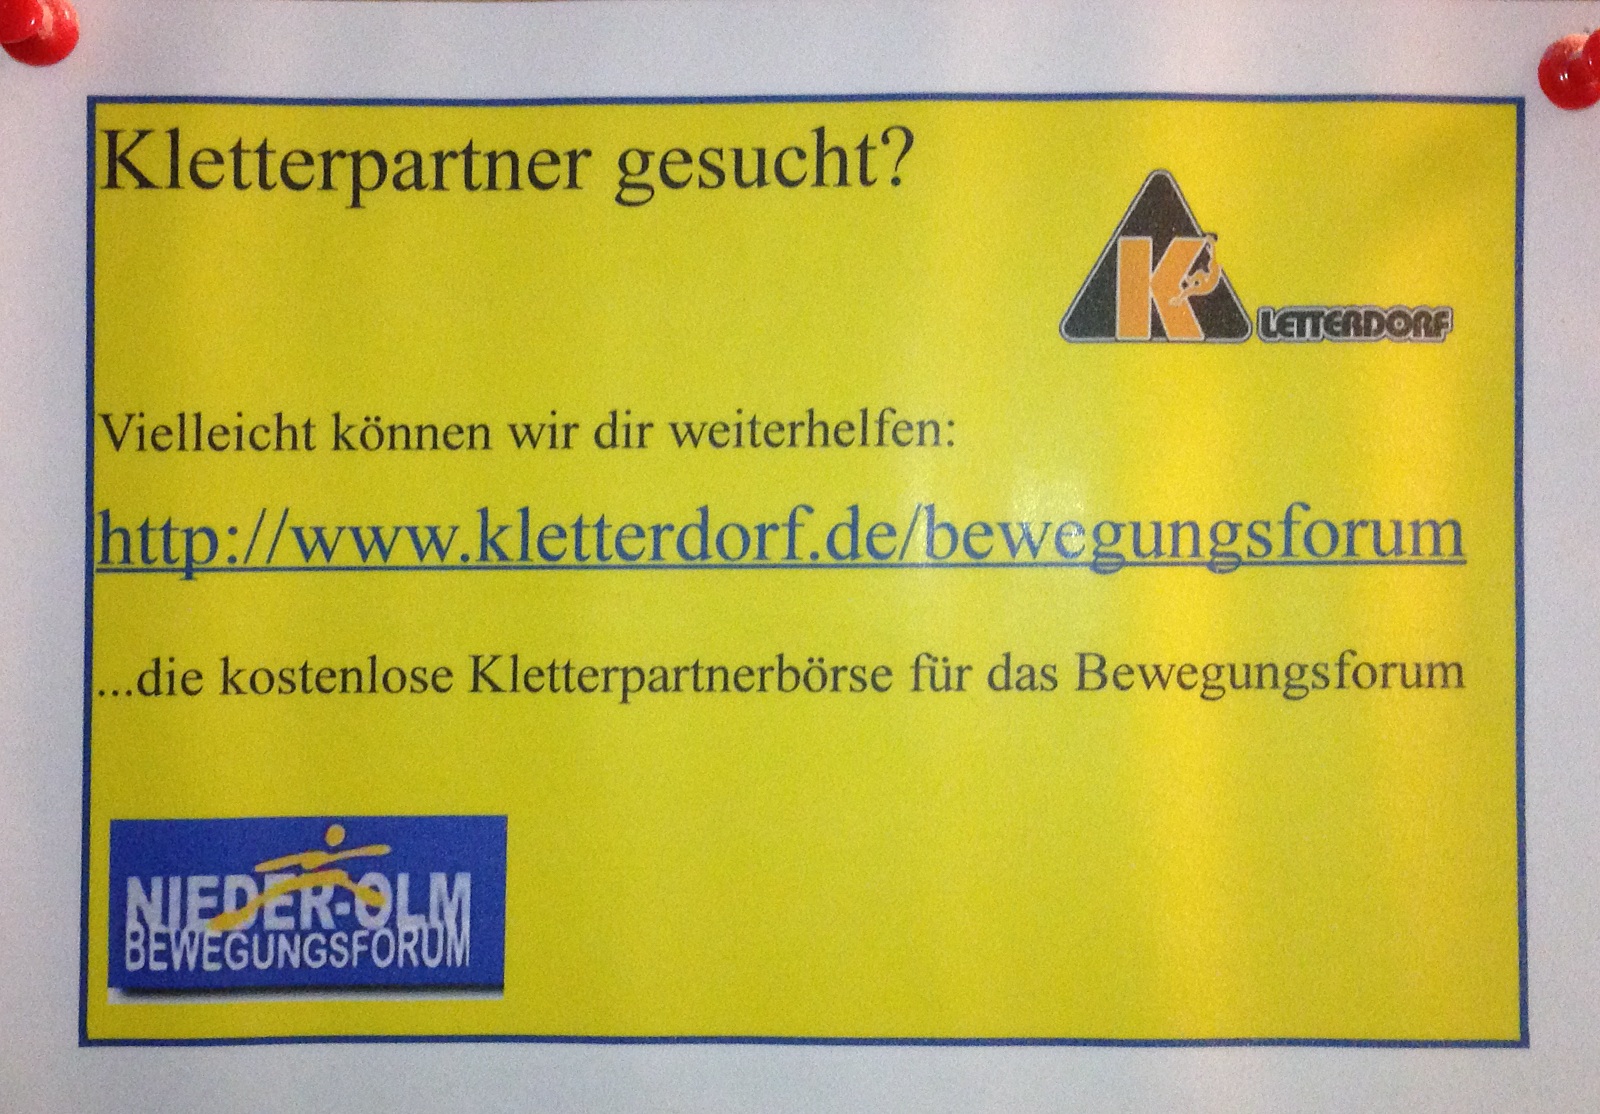 Kletterpartner gesucht?
KLETTERDORF
Vielleicht können wir dir weiterhelfen:
http://www.kletterdorf.de/bewegungsforum
...die kostenlose Kletterpartnerbörse für das Bewegungsforum
NIEDER-OLM
BEWEGUNGSFORUM